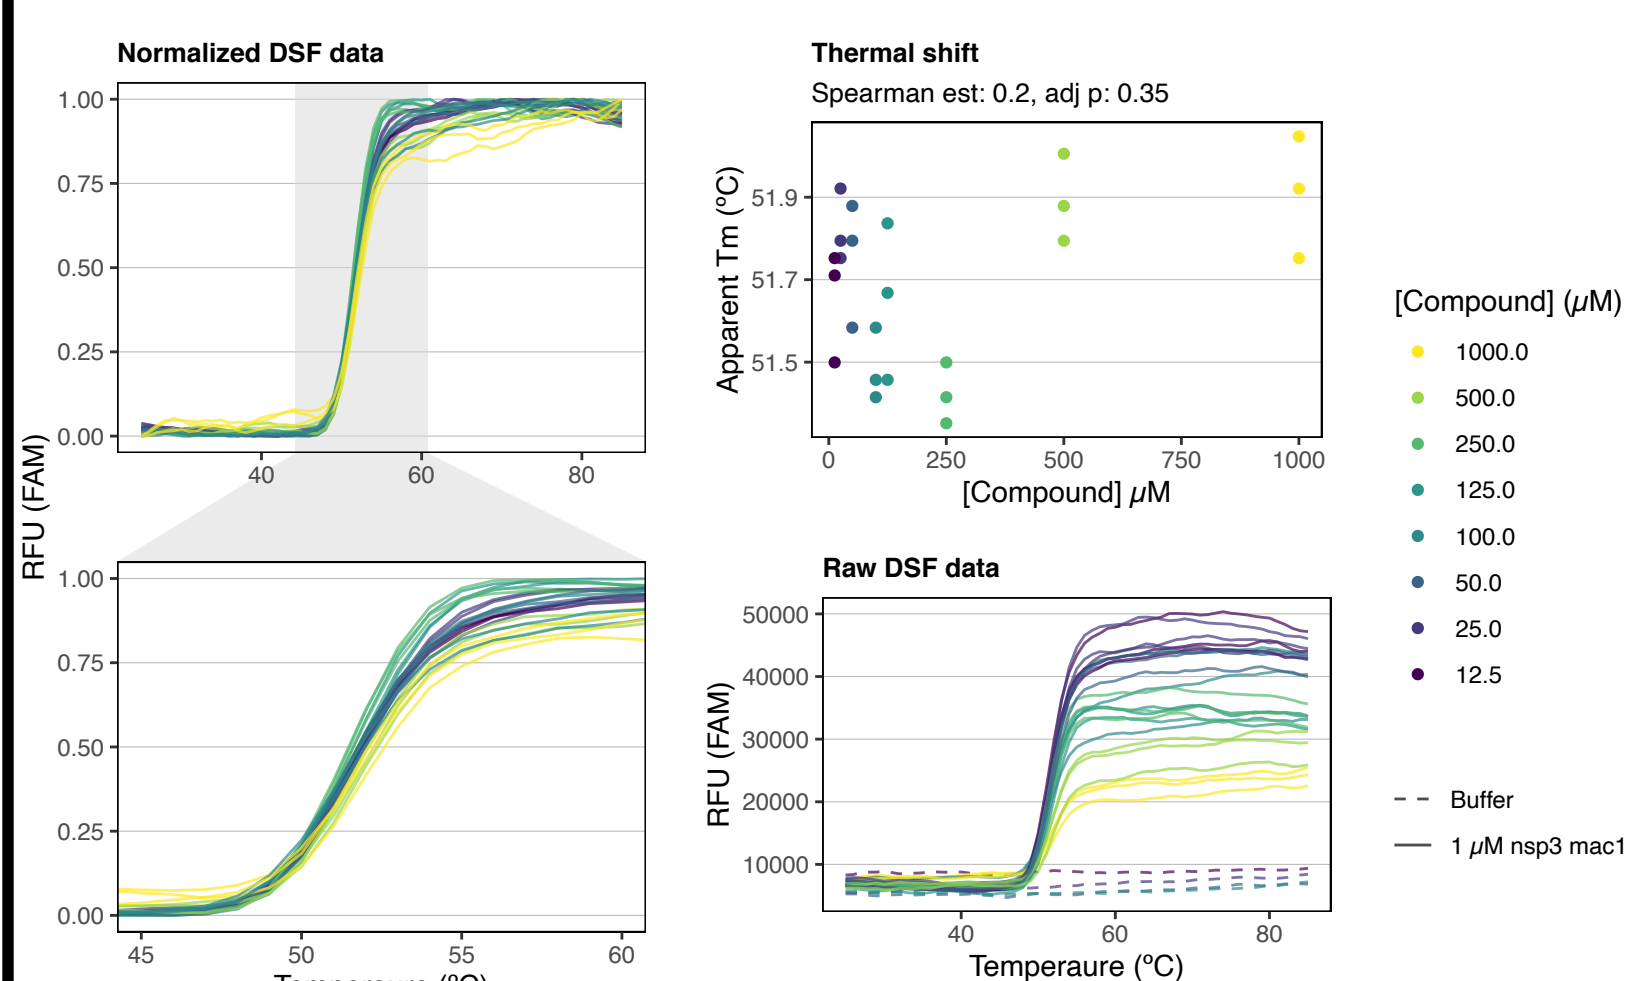 Normalized DSF data
1.00
0.75
0.50
0.25
0.00
40 60 80
RFU (FAM)
1.00
0.75
0.50
0.25
0.00
45 50 55 60
Temperaure (ºC)
Thermal shift
Spearman est: 0.2, adj p: 0.35
Apparent Tm (ºC)
51.9
51.7
51.5
0 250 500 750 1000
[Compound] µM
Raw DSF data
RFU (FAM)
50000
40000
30000
20000
10000
40 60 80
Temperaure (ºC)
[Compound] (µM)
1000.0
500.0
250.0
125.0
100.0
50.0
25.0
12.5
Buffer
1 µM nsp3 mac1